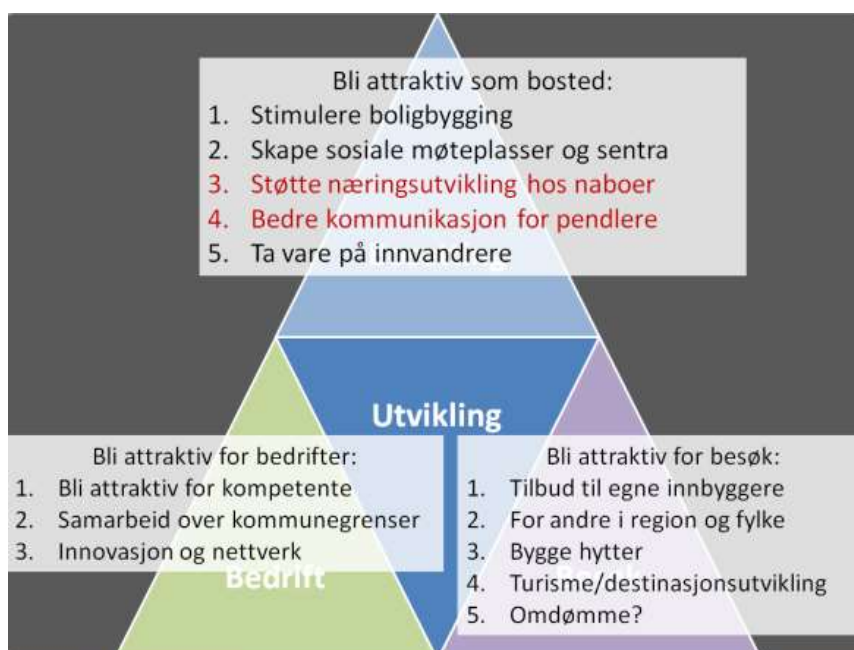 Bli attraktiv som bosted:
1. Stimulere boligbygging
2. Skape sosiale møteplasser og sentra
3. Støtte næringsutvikling hos naboer
4. Bedre kommunikasjon for pendlere
5. Ta vare på innvandrere
Utvikling
Bli attraktiv for bedrifter:
1. Bli attraktiv for kompetente
2. Samarbeid over kommunegrenser
3. Innovasjon og nettverk
Bedrift
Bli attraktiv for besøk:
1. Tilbud til egne innbyggere
2. For andre i region og fylke
3. Bygge hytter
4. Turisme/destinasjonsutvikling
5. Omdømme?